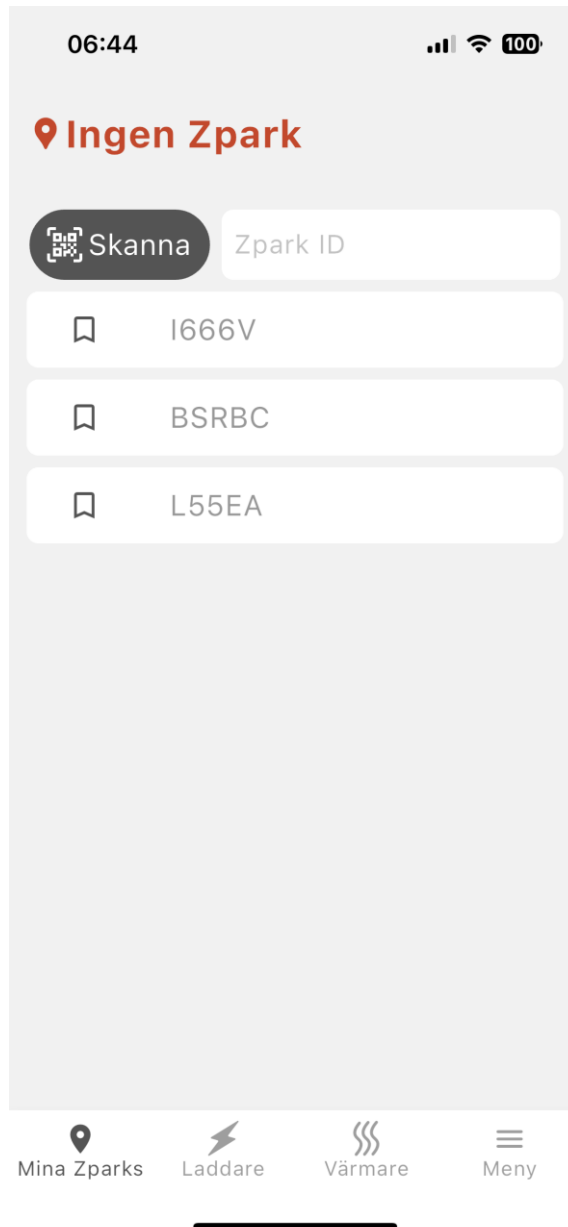 06:44
100
Ingen Zpark
Skanna
Zpark ID
I666V
BSRBC
L55EA
Mina Zparks
Laddare
Värmare
Meny